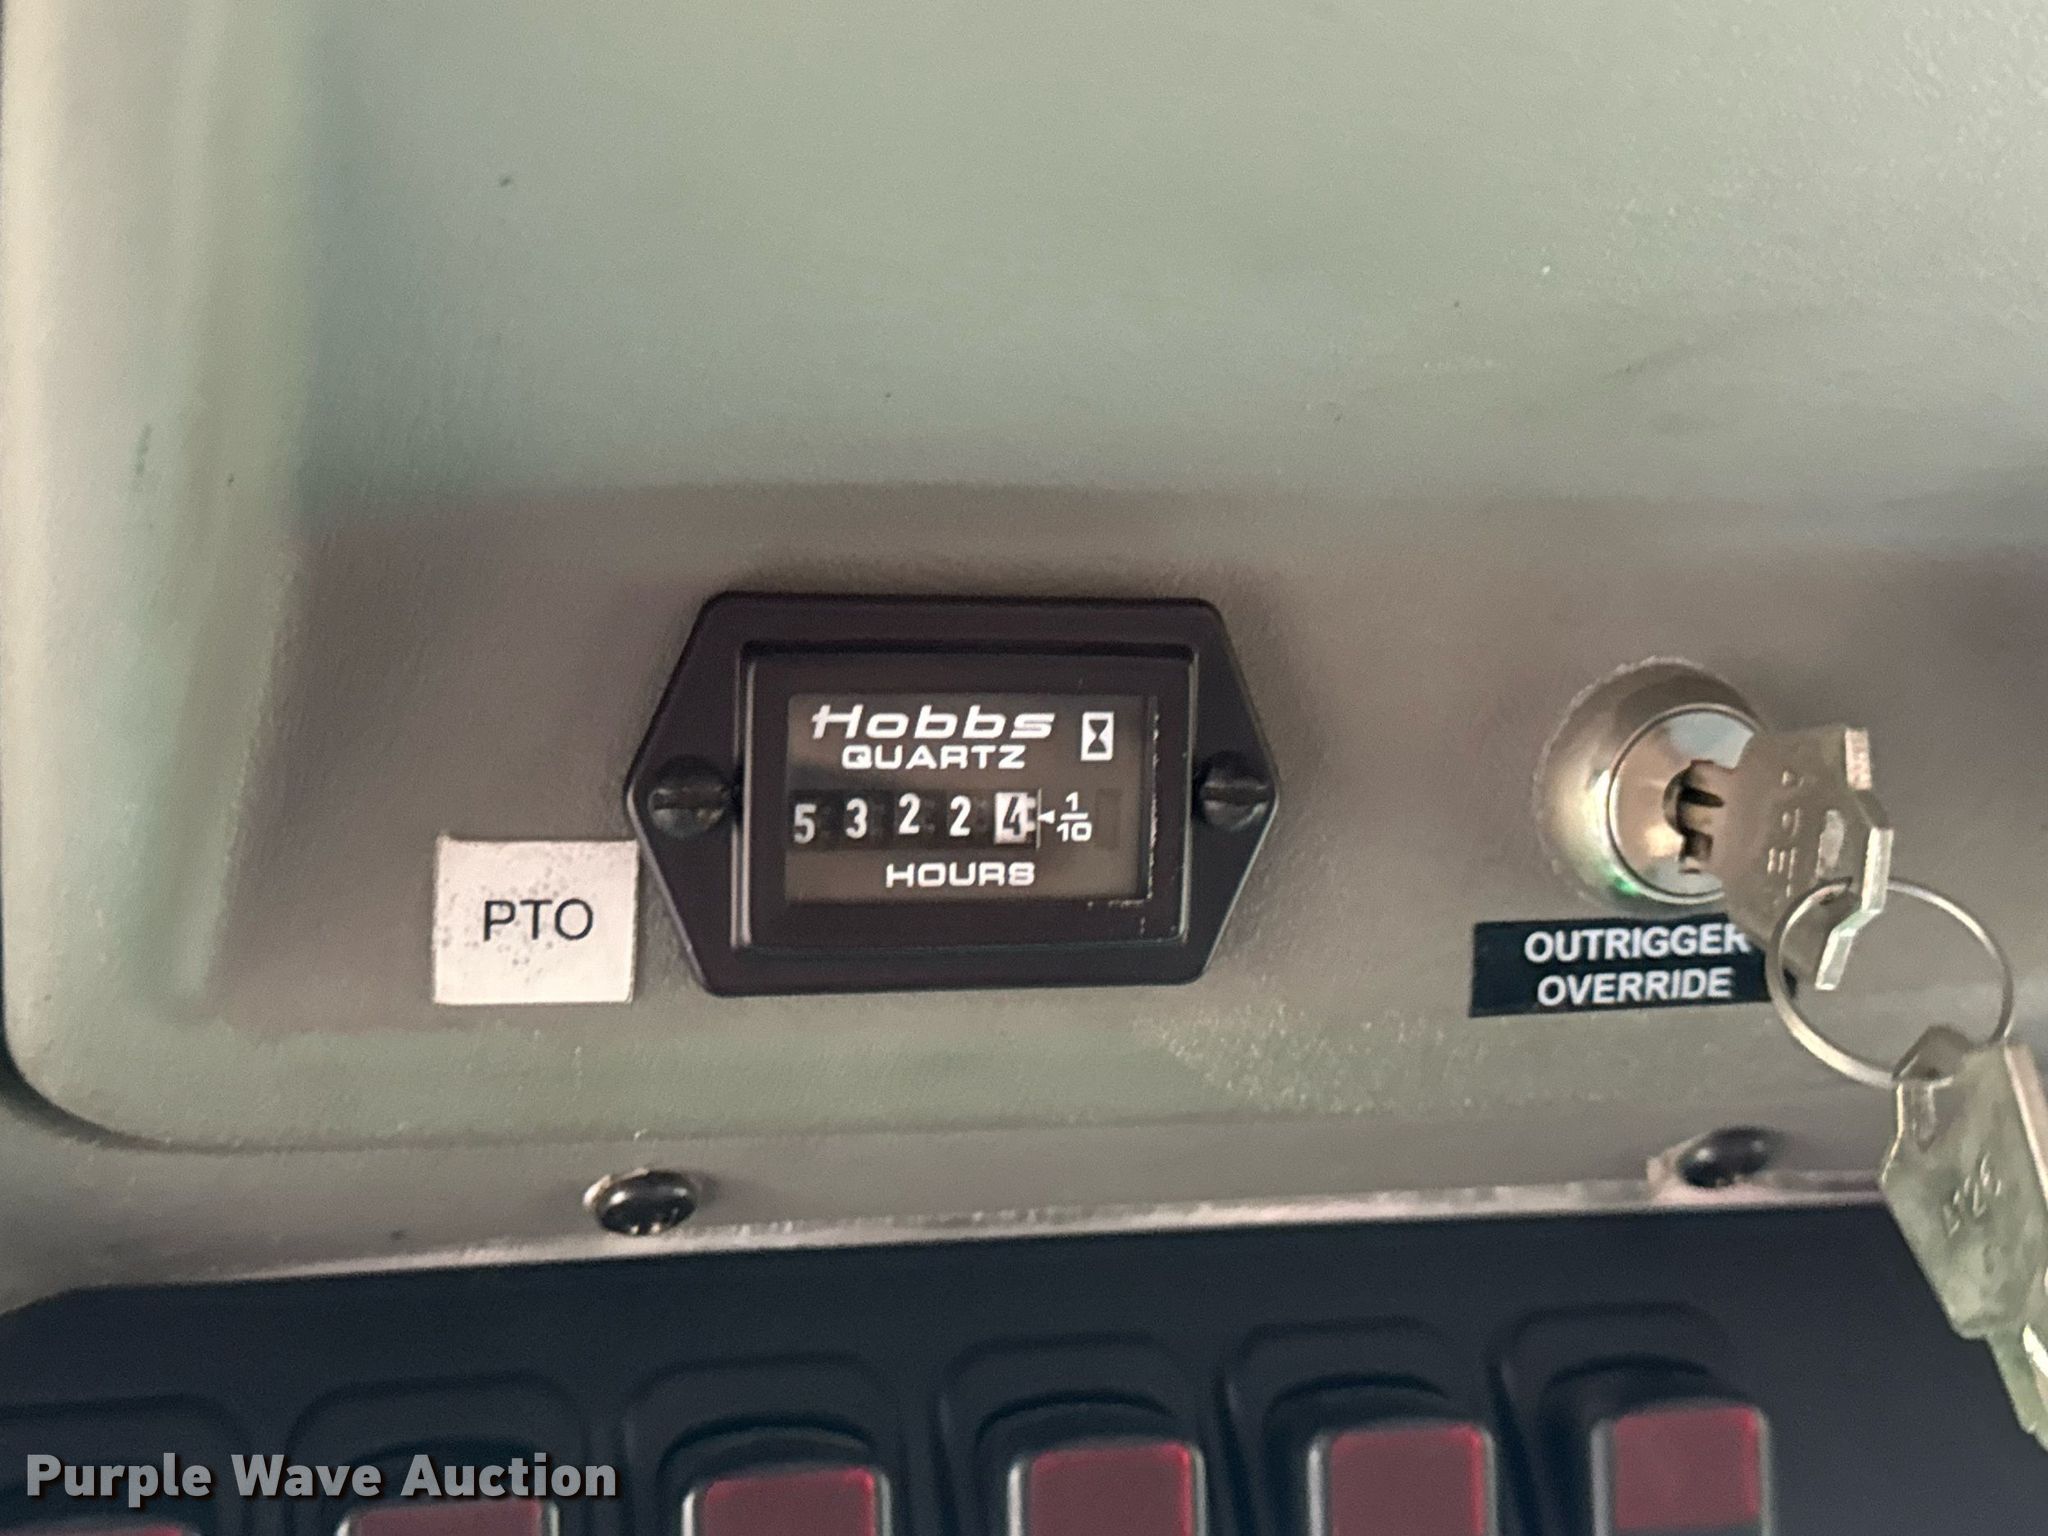 Hobbs
QUARTZ
5 3 2 2 4 1/10
HOURS
PTO
OUTRIGGER
OVERRIDE
Purple Wave Auction